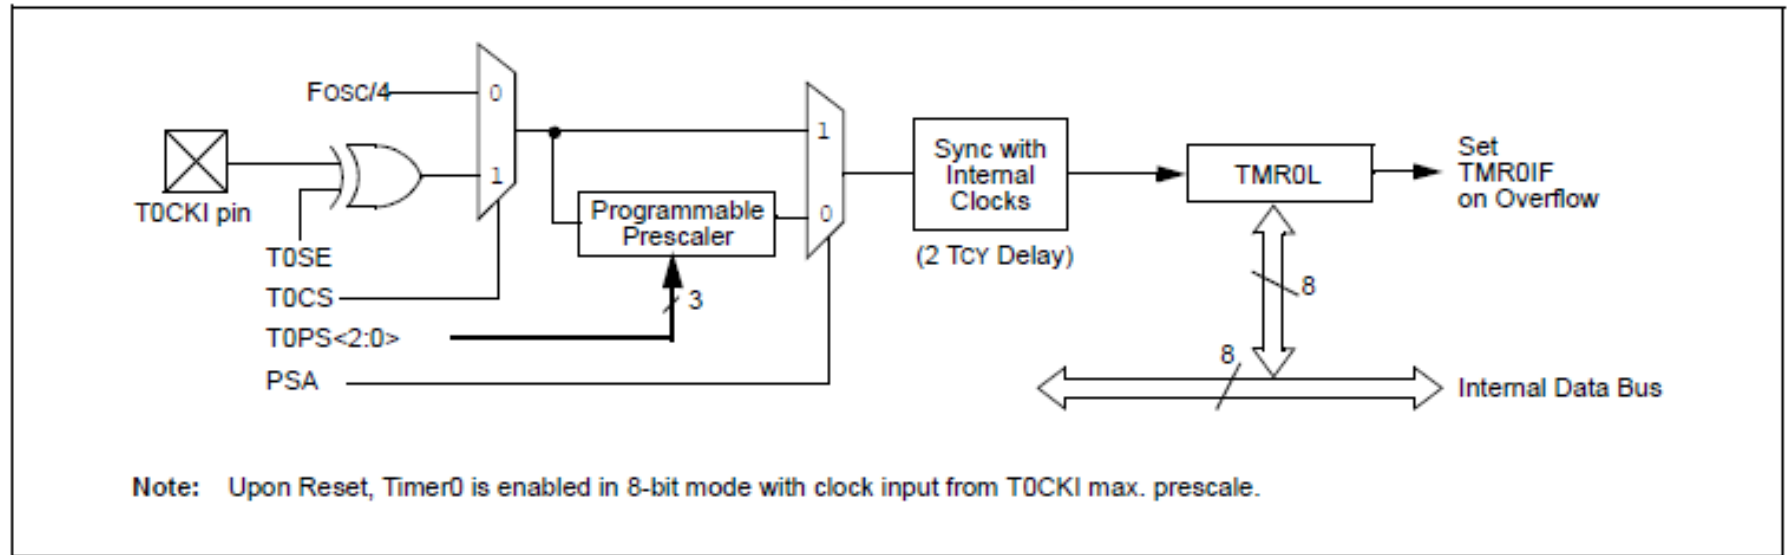 FOSC/4
0
1
T0CKI pin
T0SE
T0CS
T0PS<2:0>
PSA
Programmable
Prescaler
3
1
0
Sync with
Internal
Clocks
(2 TCY Delay)
TMR0L
Set
TMR0IF
on Overflow
8
8
Internal Data Bus
Note: Upon Reset, Timer0 is enabled in 8-bit mode with clock input from T0CKI max. prescale.